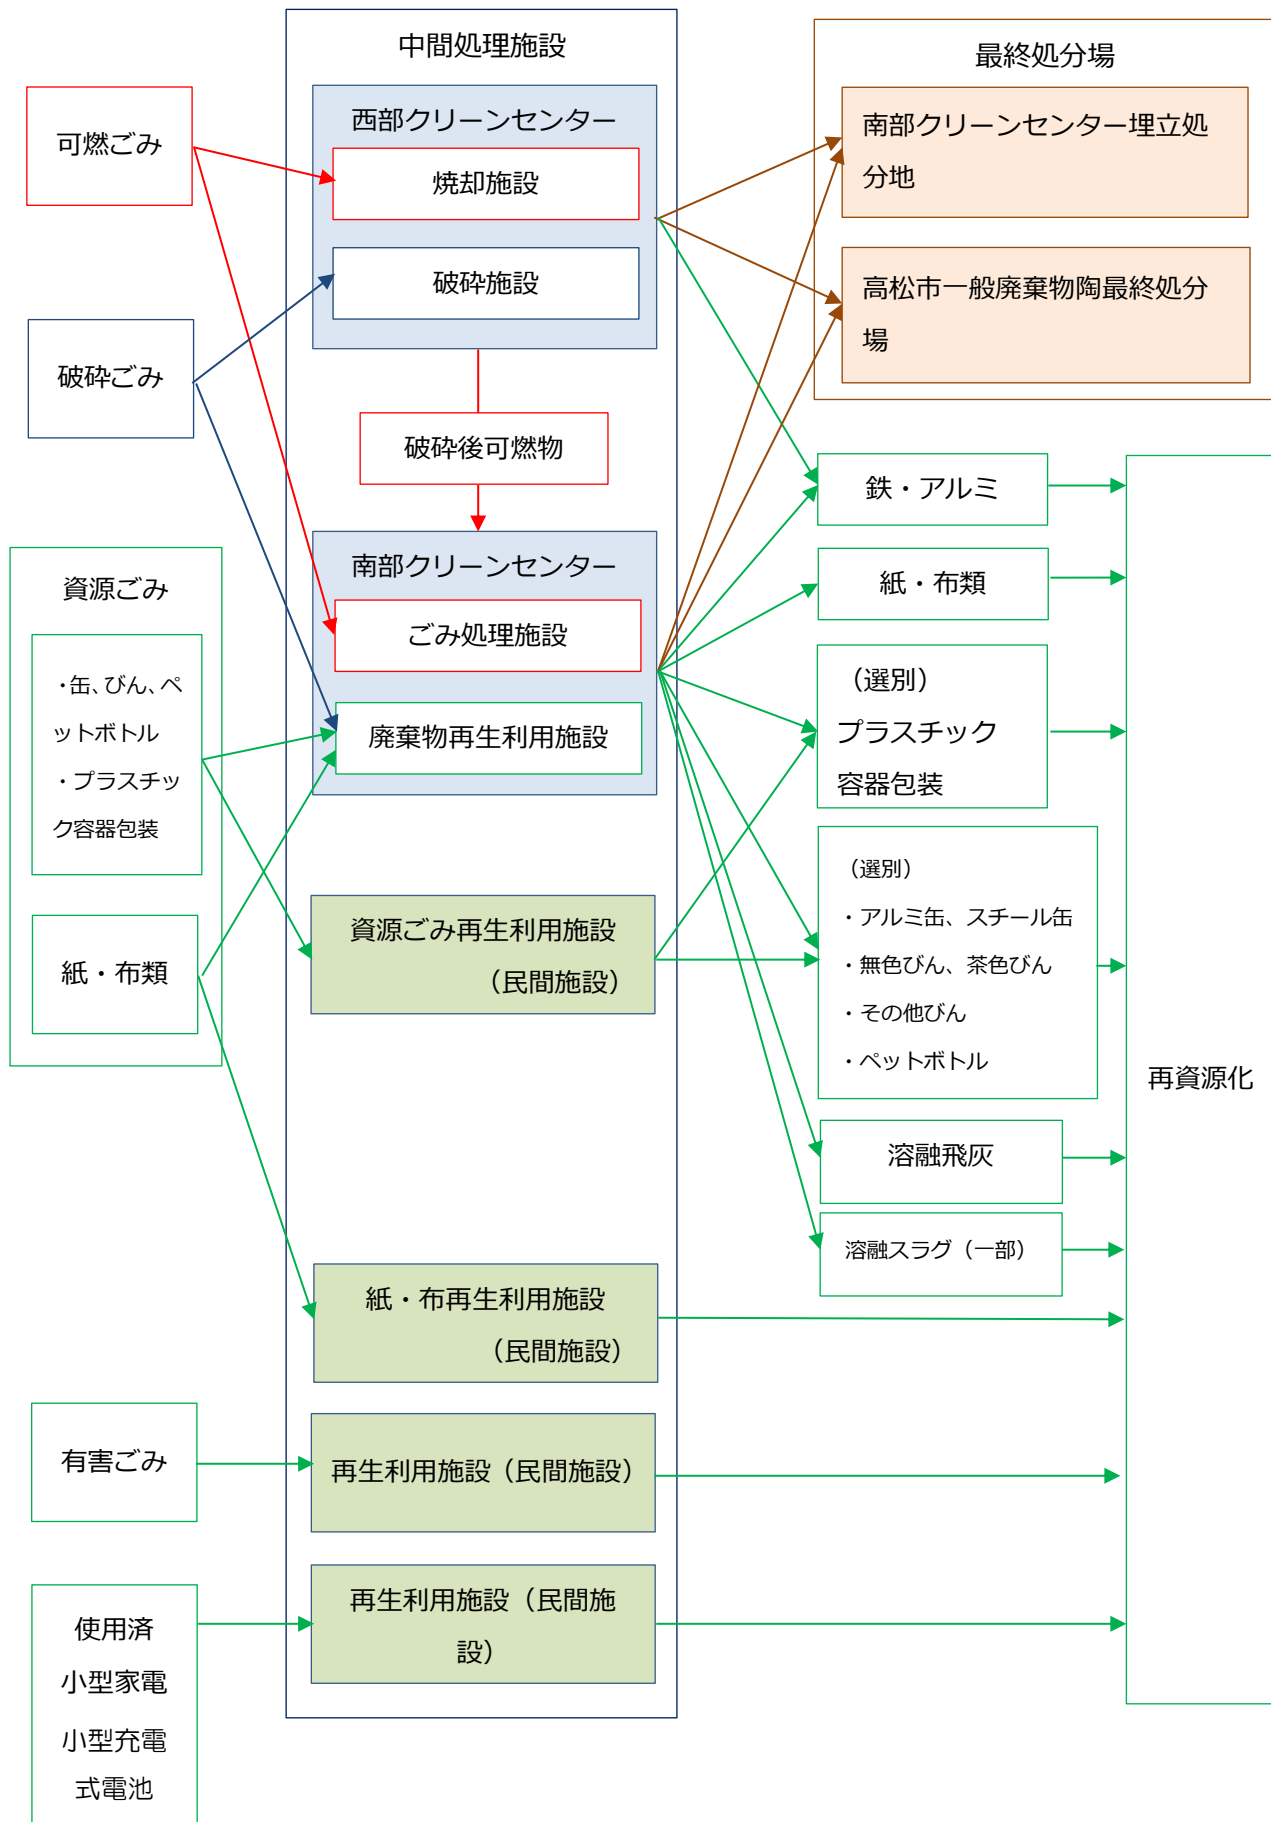 中間処理施設
最終処分場
可燃ごみ
西部クリーンセンター
焼却施設
破砕施設
南部クリーンセンター埋立処
分地
高松市一般廃棄物陶最終処分
場
破砕ごみ
破砕後可燃物
南部クリーンセンター
ごみ処理施設
廃棄物再生利用施設
資源ごみ
・缶、びん、ペ
ットボトル
・プラスチッ
ク容器包装
紙・布類
鉄・アルミ
紙・布類
（選別）
プラスチック
容器包装
（選別）
・アルミ缶、スチール缶
・無色びん、茶色びん
・その他びん
・ペットボトル
資源ごみ再生利用施設
（民間施設）
再資源化
溶融飛灰
溶融スラグ（一部）
紙・布再生利用施設
（民間施設）
有害ごみ
再生利用施設（民間施設）
使用済
小型家電
小型充電
式電池
再生利用施設（民間施
設）